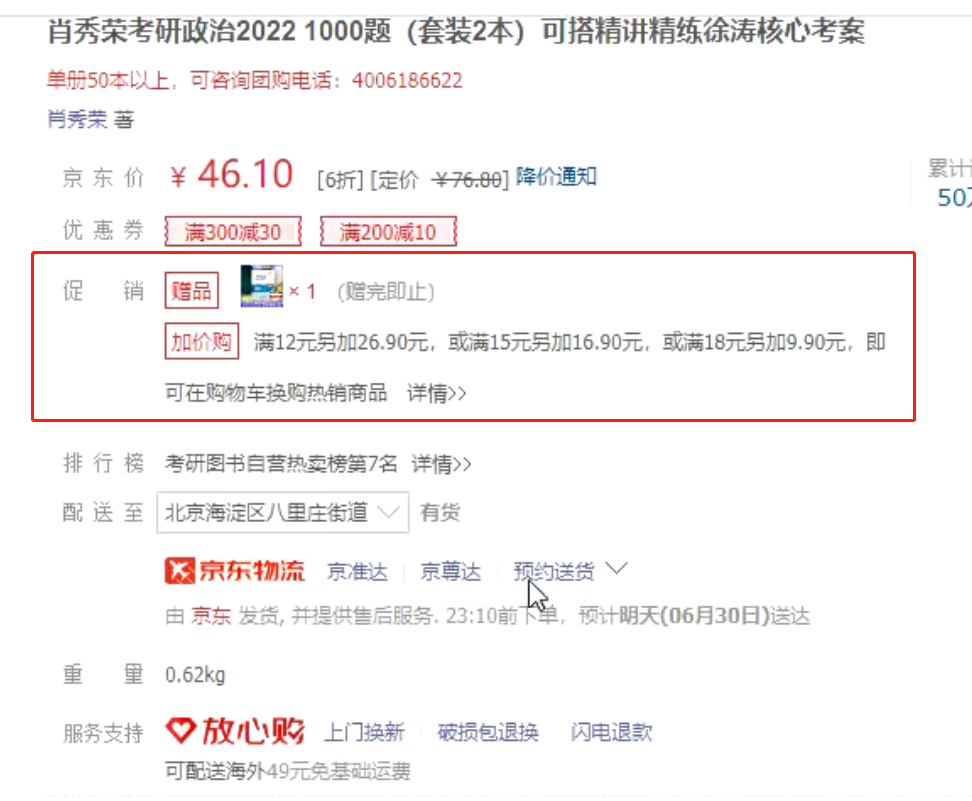 肖秀荣考研政治2022 1000题（套装2本）可搭精讲精练徐涛核心考案
单册50本以上，可咨询团购电话：4006186622
肖秀荣 著
京东价 ￥46.10 [6折] [定价 ￥76.80] 降价通知
累计
50万
优惠券 满300减30 满200减10
促销 赠品 × 1 （赠完即止）
加价购 满12元另加26.90元，或满15元另加16.90元，或满18元另加9.90元，即
可在购物车换购热销商品 详情>>
排行榜 考研图书自营热卖榜第7名 详情>>
配送至 北京海淀区八里庄街道 有货
京东物流 京准达 京尊达 预约送货
由 京东 发货, 并提供售后服务. 23:10前下单，预计明天(06月30日)送达
重量 0.62kg
服务支持 放心购 上门换新 破损包退换 闪电退款
可配送海外49元免基础运费